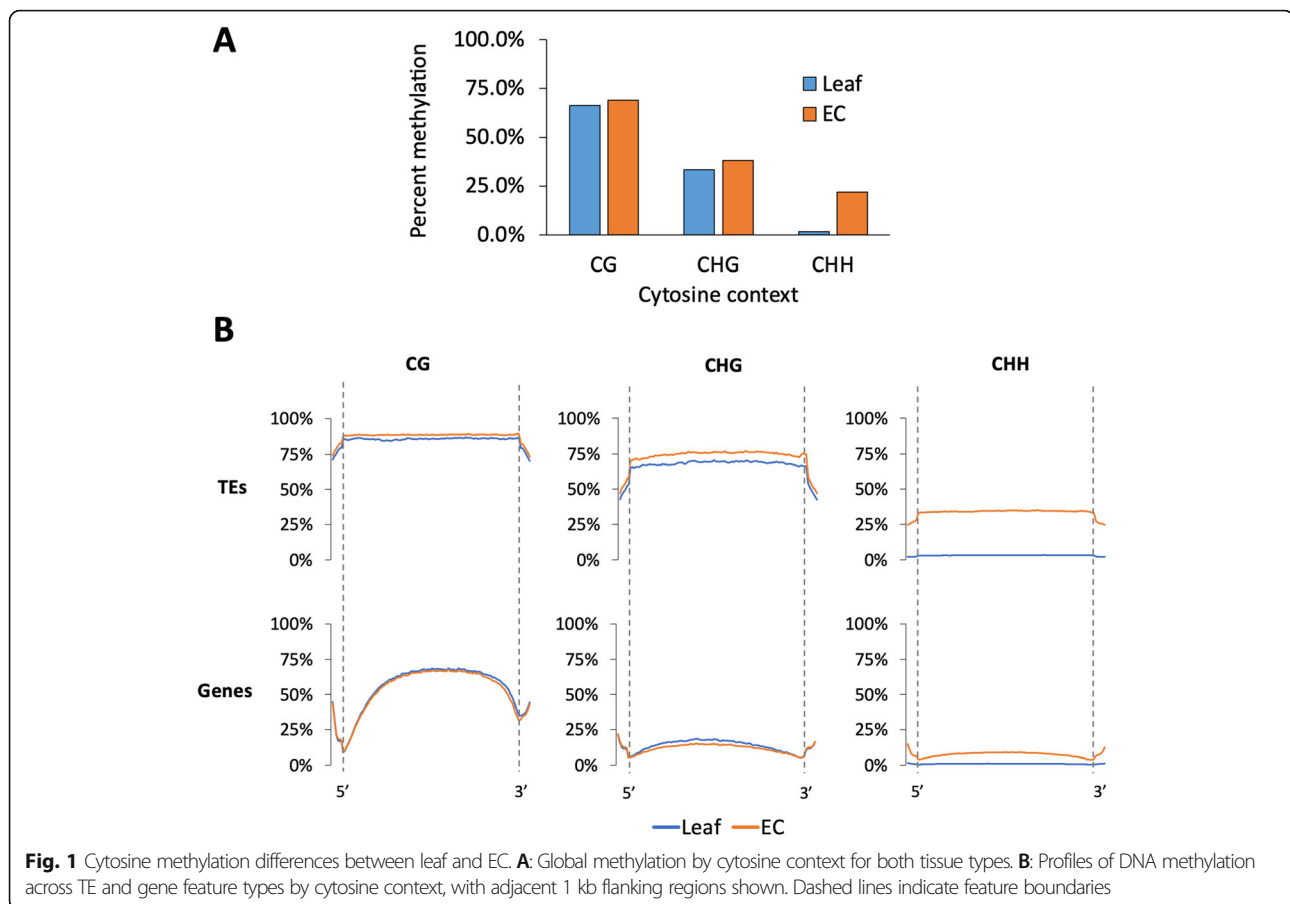 A
100.0%
75.0%
50.0%
25.0%
0.0%
Percent methylation
Leaf
EC
CG CHG CHH
Cytosine context
B
CG CHG CHH
TEs
100%
75%
50%
25%
0%
100%
75%
50%
25%
0%
100%
75%
50%
25%
0%
Genes
100%
75%
50%
25%
0%
100%
75%
50%
25%
0%
100%
75%
50%
25%
0%
5’ 3’ 5’ 3’ 5’ 3’
Leaf EC
Fig. 1 Cytosine methylation differences between leaf and EC. A: Global methylation by cytosine context for both tissue types. B: Profiles of DNA methylation
across TE and gene feature types by cytosine context, with adjacent 1 kb flanking regions shown. Dashed lines indicate feature boundaries